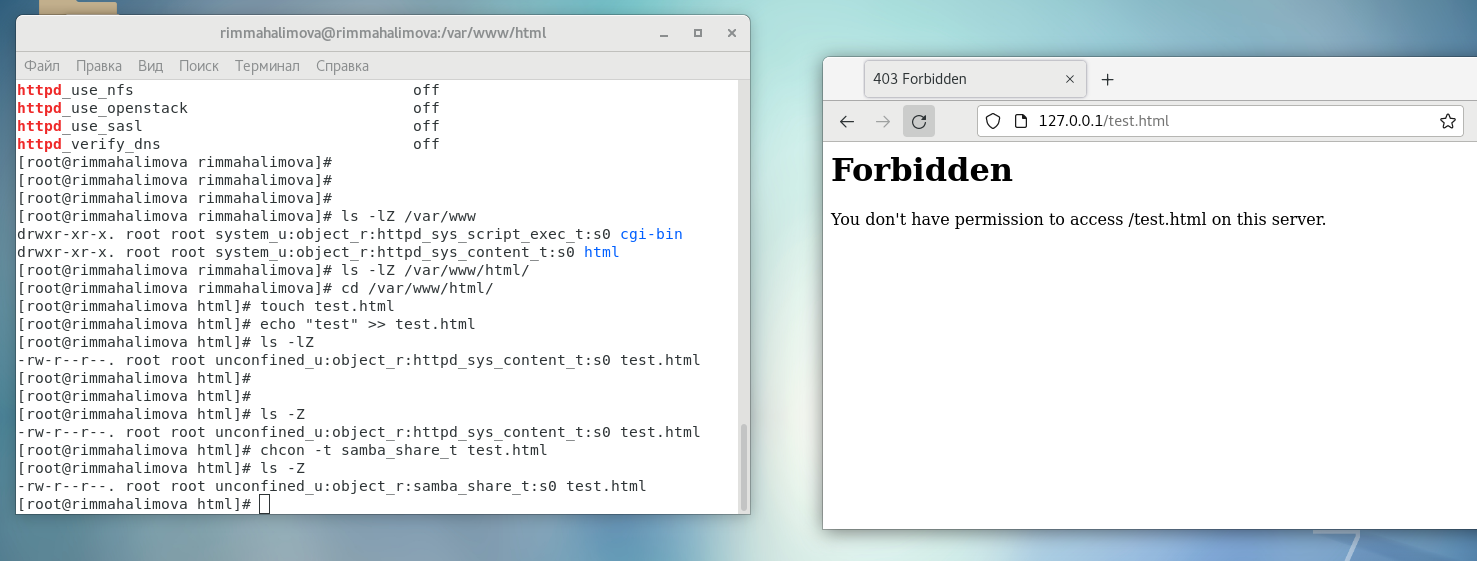 rimmahalimova@rimmahalimova:/var/www/html
Файл Правка Вид Поиск Терминал Справка
httpd_use_nfs                               off
httpd_use_openstack                         off
httpd_use_sasl                              off
httpd_verify_dns                            off
[root@rimmahalimova rimmahalimova]#
[root@rimmahalimova rimmahalimova]#
[root@rimmahalimova rimmahalimova]#
[root@rimmahalimova rimmahalimova]# ls -lZ /var/www
drwxr-xr-x. root root system_u:object_r:httpd_sys_script_exec_t:s0 cgi-bin
drwxr-xr-x. root root system_u:object_r:httpd_sys_content_t:s0 html
[root@rimmahalimova rimmahalimova]# ls -lZ /var/www/html/
[root@rimmahalimova rimmahalimova]# cd /var/www/html/
[root@rimmahalimova html]# touch test.html
[root@rimmahalimova html]# echo "test" >> test.html
[root@rimmahalimova html]# ls -lZ
-rw-r--r--. root root unconfined_u:object_r:httpd_sys_content_t:s0 test.html
[root@rimmahalimova html]#
[root@rimmahalimova html]#
[root@rimmahalimova html]# ls -Z
-rw-r--r--. root root unconfined_u:object_r:httpd_sys_content_t:s0 test.html
[root@rimmahalimova html]# chcon -t samba_share_t test.html
[root@rimmahalimova html]# ls -Z
-rw-r--r--. root root unconfined_u:object_r:samba_share_t:s0 test.html
[root@rimmahalimova html]#
403 Forbidden
127.0.0.1/test.html
Forbidden
You don't have permission to access /test.html on this server.